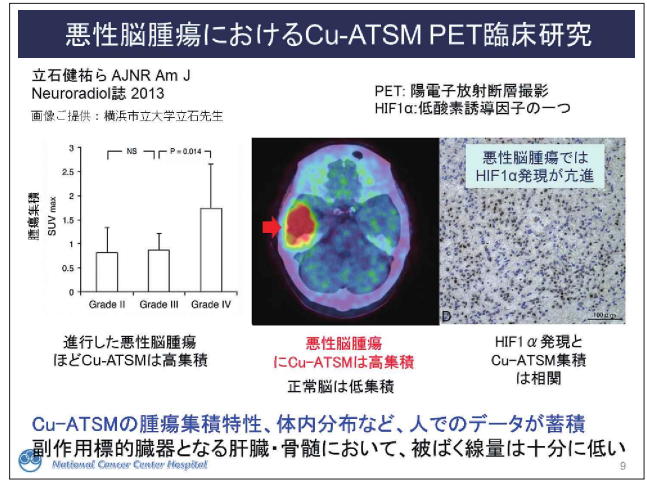 悪性脳腫瘍におけるCu-ATSM PET臨床研究
立石健祐ら AJNR Am J
Neuroradiol誌 2013
画像ご提供：横浜市立大学立石先生
PET: 陽電子放射断層撮影
HIF1α:低酸素誘導因子の一つ
腫瘍集積
SUV max
3
2.5
2
1.5
1
0.5
0
NS
P = 0.014
Grade II
Grade III
Grade IV
悪性脳腫瘍では
HIF1α発現が亢進
D
進行した悪性脳腫瘍
ほどCu-ATSMは高集積
悪性脳腫瘍
にCu-ATSMは高集積
正常脳は低集積
HIF1α発現と
Cu-ATSM集積
は相関
Cu-ATSMの腫瘍集積特性、体内分布など、人でのデータが蓄積
副作用標的臓器となる肝臓・骨髄において、被ばく線量は十分に低い
National Cancer Center Hospital
9